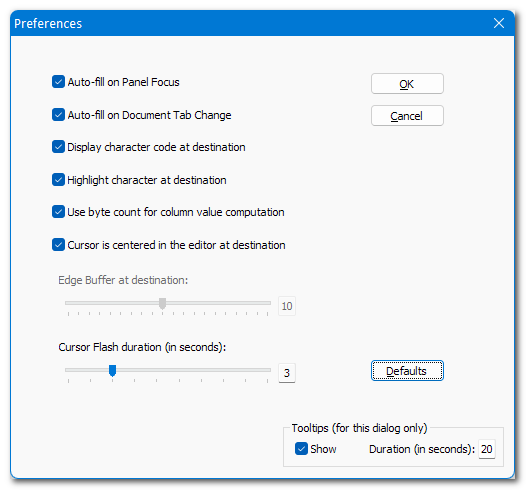 Preferences
Auto-fill on Panel Focus
OK
Auto-fill on Document Tab Change
Cancel
Display character code at destination
Highlight character at destination
Use byte count for column value computation
Cursor is centered in the editor at destination
Edge Buffer at destination:
10
Cursor Flash duration (in seconds):
3
Defaults
Tooltips (for this dialog only)
Show Duration (in seconds): 20